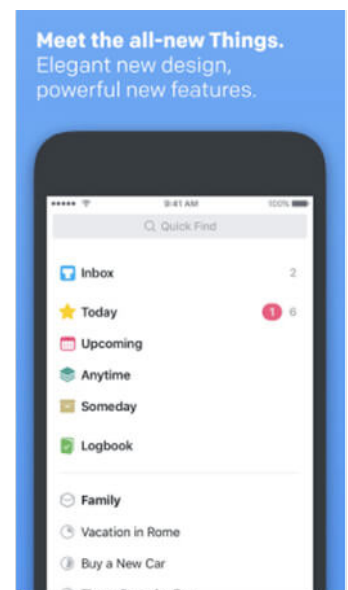 Meet the all-new Things.
Elegant new design,
powerful new features.
9:41 AM 100%
Quick Find
Inbox 2
Today 1 6
Upcoming
Anytime
Someday
Logbook
Family
Vacation in Rome
Buy a New Car